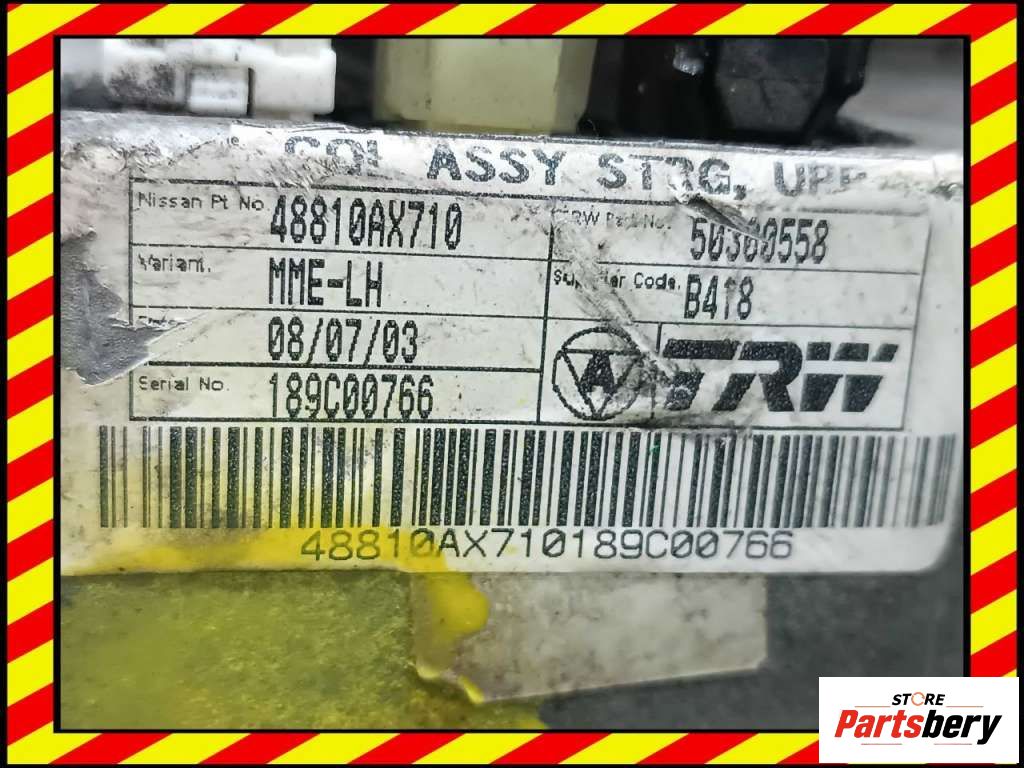 COL ASSY STRG, UPP
Nissan Pt No. 48810AX710
TRW Part No. 50300558
Variant. MME-LH
Supplier Code. B418
08/07/03
A
TRW
Serial No. 189C00766
48810AX710189C00766
STORE
Partsbery